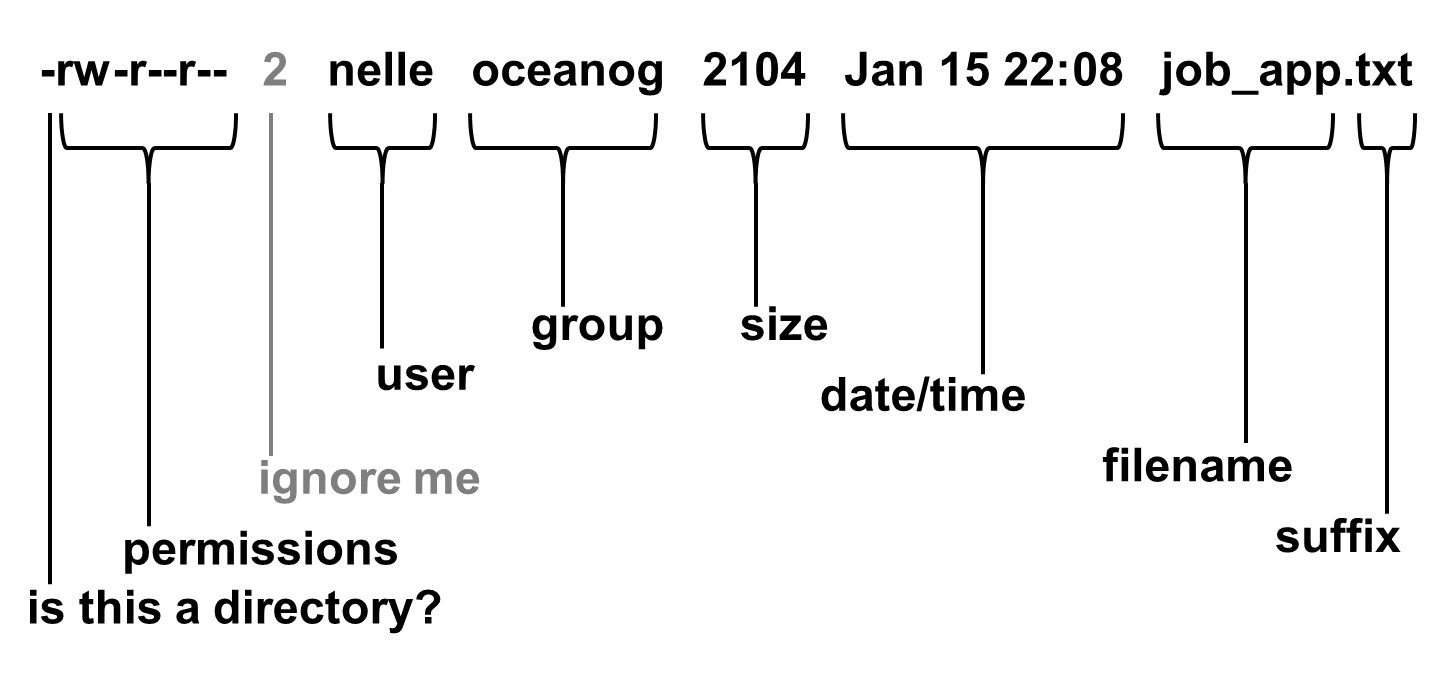 -rw-r--r-- 2 nelle oceanog 2104 Jan 15 22:08 job_app.txt
group
size
user
date/time
filename
ignore me
suffix
permissions
is this a directory?